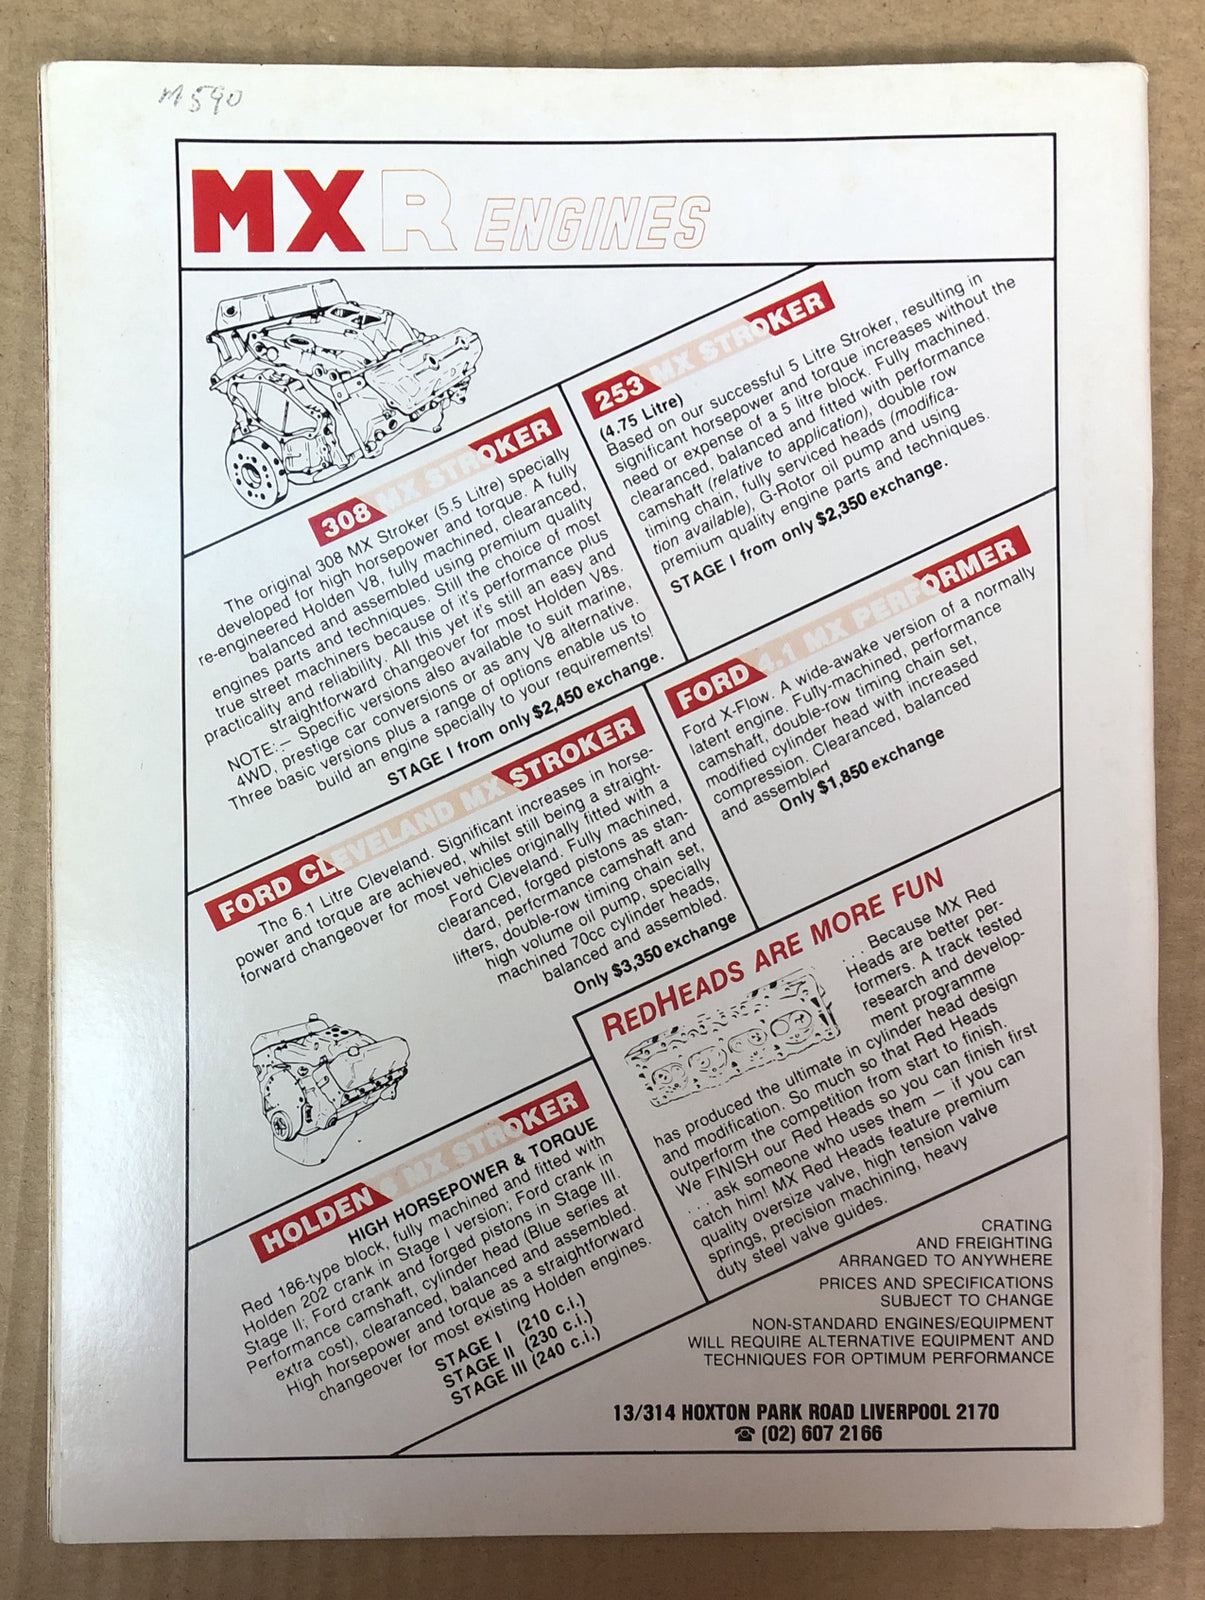 M590
MXR ENGINES
308 MX STROKER
The original 308 MX Stroker (5.5 Litre) specially
developed for high horsepower and torque. A fully
re-engineered Holden V8, fully machined, clearanced,
balanced and assembled using premium quality
engines parts and techniques. Still the choice of most
true street machiners because of it's performance plus
practicality and reliability. All this yet it's still an easy and
straightforward changeover for most Holden V8s.
NOTE:— Specific versions also available to suit marine,
4WD, prestige car conversions or as any V8 alternative.
Three basic versions plus a range of options enable us to
build an engine specially to your requirements!
STAGE I from only $2,450 exchange.
253 MX STROKER
(4.75 Litre)
Based on our successful 5 Litre Stroker, resulting in
significant horsepower and torque increases without the
need or expense of a 5 litre block. Fully machined,
clearanced, balanced and fitted with performance
camshaft (relative to application), double row
timing chain, fully serviced heads (modifica-
tion available), G-Rotor oil pump and using
premium quality engine parts and techniques.
STAGE I from only $2,350 exchange.
FORD 4.1 MX PERFORMER
Ford X-Flow. A wide-awake version of a normally
latent engine. Fully-machined, performance
camshaft, double-row timing chain set,
modified cylinder head with increased
compression. Clearanced, balanced
and assembled
Only $1,850 exchange
FORD CLEVELAND MX STROKER
The 6.1 Litre Cleveland. Significant increases in horse-
power and torque are achieved, whilst still being a straight-
forward changeover for most vehicles originally fitted with a
Ford Cleveland. Fully machined,
clearanced, forged pistons as stan-
dard, performance camshaft and
lifters, double-row timing chain set,
high volume oil pump, specially
machined 70cc cylinder heads,
balanced and assembled.
Only $3,350 exchange
REDHEADS ARE MORE FUN
. . . Because MX Red
Heads are better per-
formers. A track tested
research and develop-
ment programme
has produced the ultimate in cylinder head design
and modification. So much so that Red Heads
outperform the competition from start to finish.
We FINISH our Red Heads so you can finish first
. . . ask someone who uses them — if you can
catch him! MX Red Heads feature premium
quality oversize valve, high tension valve
springs, precision machining, heavy
duty steel valve guides.
HOLDEN 6 MX STROKER
HIGH HORSEPOWER & TORQUE
Red 186-type block, fully machined and fitted with
Holden 202 crank in Stage I version; Ford crank in
Stage II; Ford crank and forged pistons in Stage III.
Performance camshaft, cylinder head (Blue series at
extra cost), clearanced, balanced and assembled.
High horsepower and torque as a straightforward
changeover for most existing Holden engines.
STAGE I (210 c.i.)
STAGE II (230 c.i.)
STAGE III (240 c.i.)
CRATING
AND FREIGHTING
ARRANGED TO ANYWHERE
PRICES AND SPECIFICATIONS
SUBJECT TO CHANGE
NON-STANDARD ENGINES/EQUIPMENT
WILL REQUIRE ALTERNATIVE EQUIPMENT AND
TECHNIQUES FOR OPTIMUM PERFORMANCE
13/314 HOXTON PARK ROAD LIVERPOOL 2170
☎ (02) 607 2166